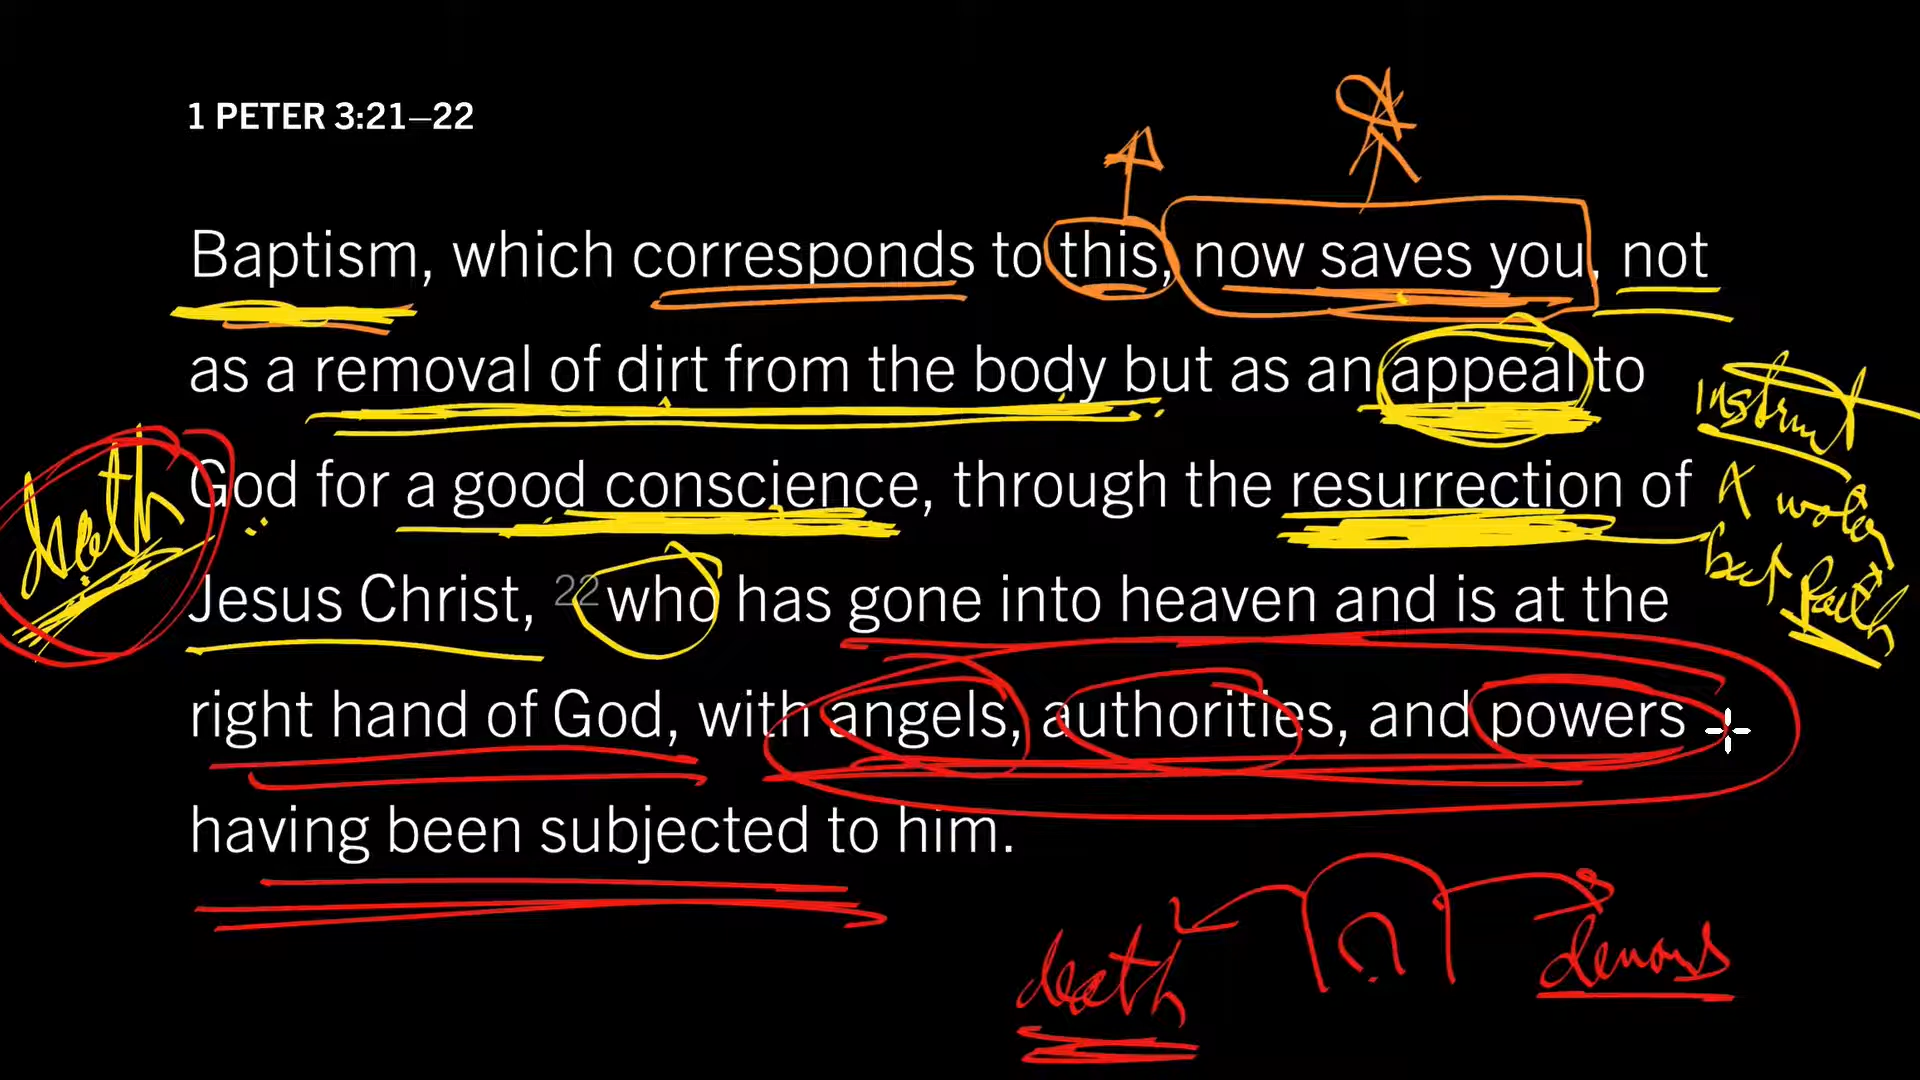 1 PETER 3:21–22
Baptism, which corresponds to this, now saves you, not
as a removal of dirt from the body but as an appeal to
God for a good conscience, through the resurrection of
Jesus Christ, 22 who has gone into heaven and is at the
right hand of God, with angels, authorities, and powers
having been subjected to him.
death
but faith
death
demons